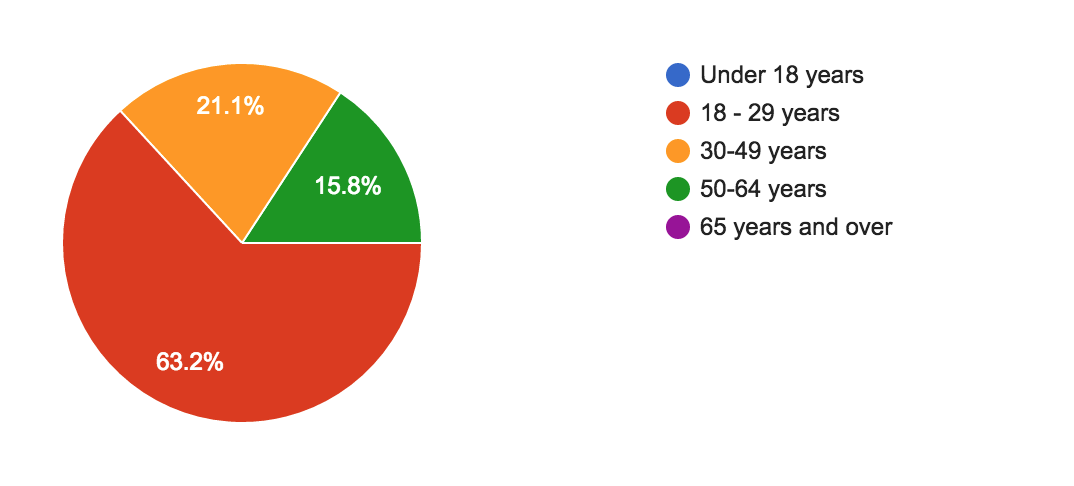 21.1%
15.8%
63.2%
Under 18 years
18 - 29 years
30-49 years
50-64 years
65 years and over